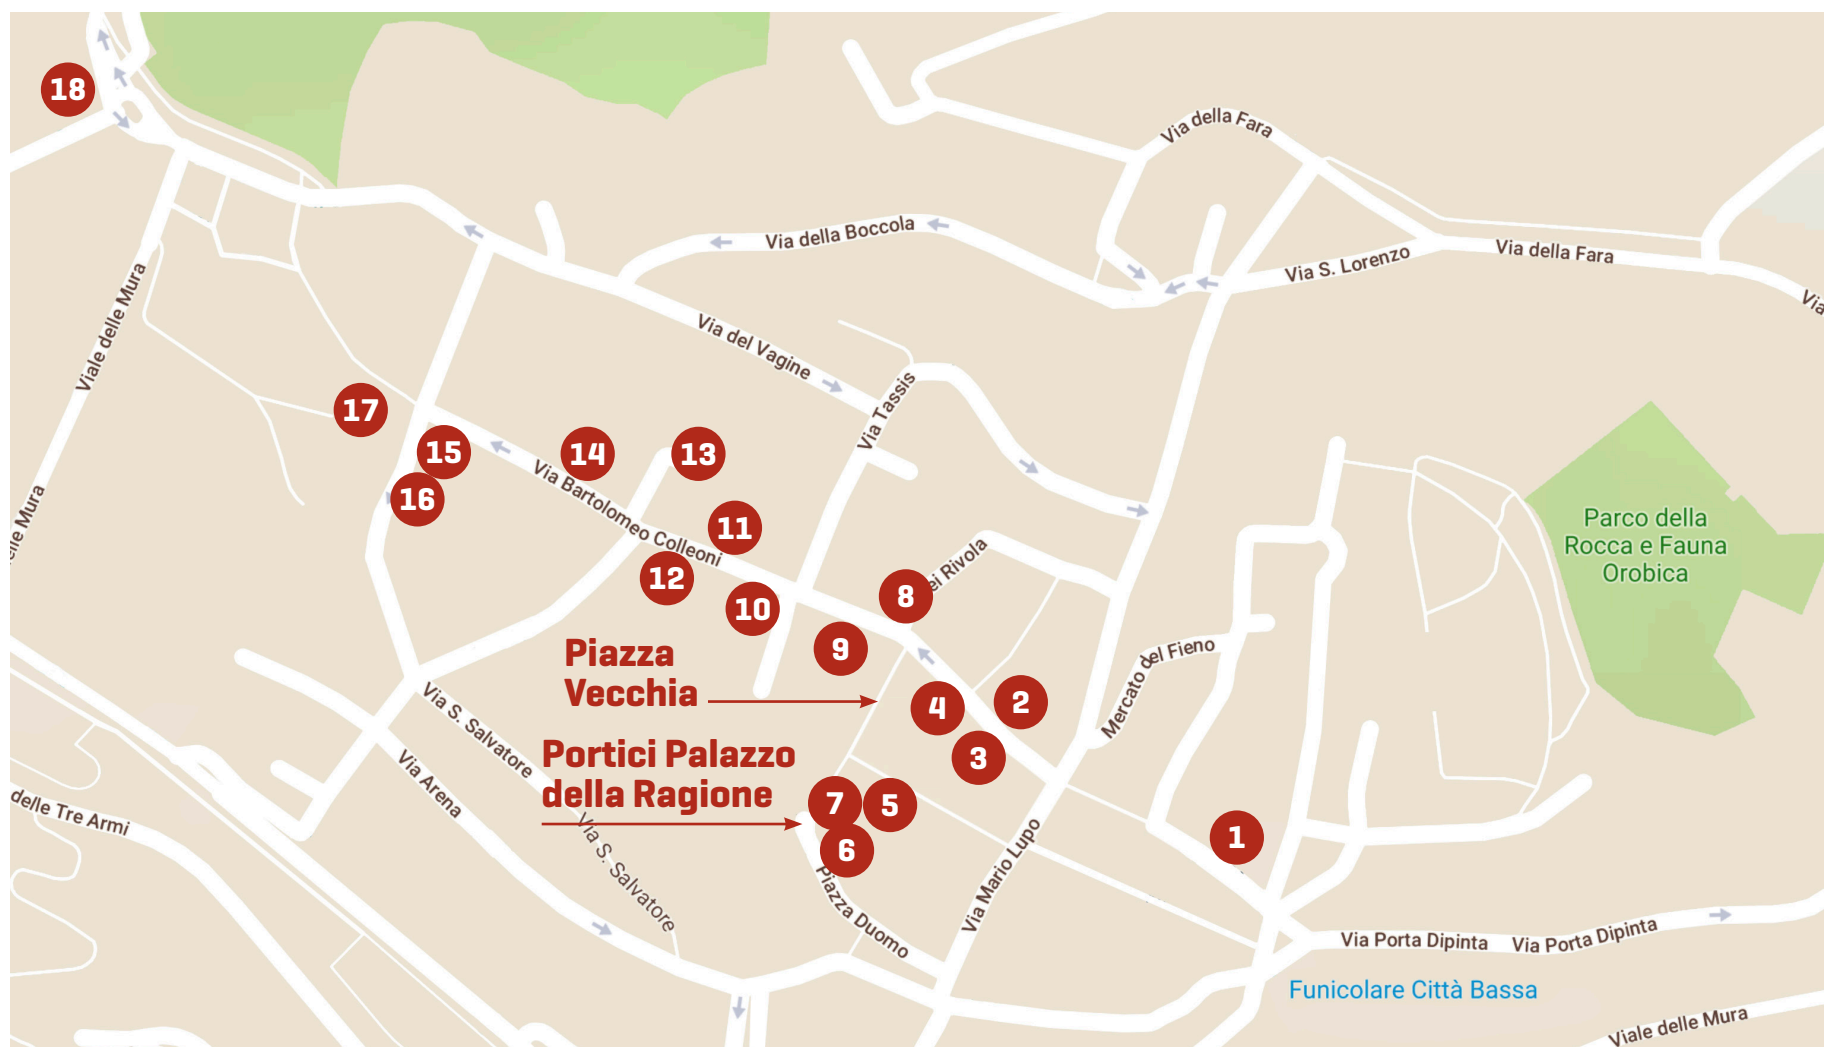 18
Via della Fara
Via della Boccola
Via S. Lorenzo
Via della Fara
Via
Viale delle Mura
Via del Vagine
Via Tassis
17
15
14
13
16
Via Bartolomeo Colleoni
11
12
10
8
ei Rivola
9
Parco della
Rocca e Fauna
Orobica
elle Mura
Piazza
Vecchia
4
2
3
Mercato del Fieno
Via S. Salvatore
Portici Palazzo
della Ragione
7
5
6
1
Via Arena
delle Tre Armi
Via S. Salvatore
Piazza Duomo
Via Mario Lupo
Via Porta Dipinta
Via Porta Dipinta
Funicolare Città Bassa
Viale delle Mura